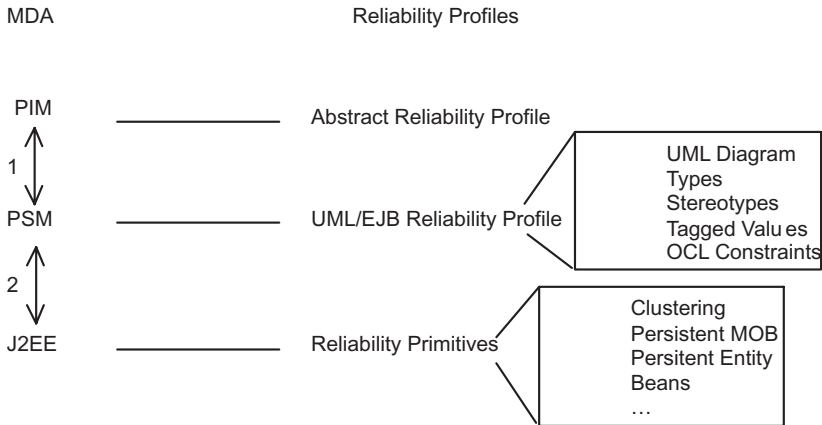 MDA Reliability Profiles
PIM Abstract Reliability Profile
1
PSM UML/EJB Reliability Profile
UML Diagram
Types
Stereotypes
Tagged Valu es
OCL Constraints
2
J2EE Reliability Primitives
Clustering
Persistent MOB
Persitent Entity
Beans
…